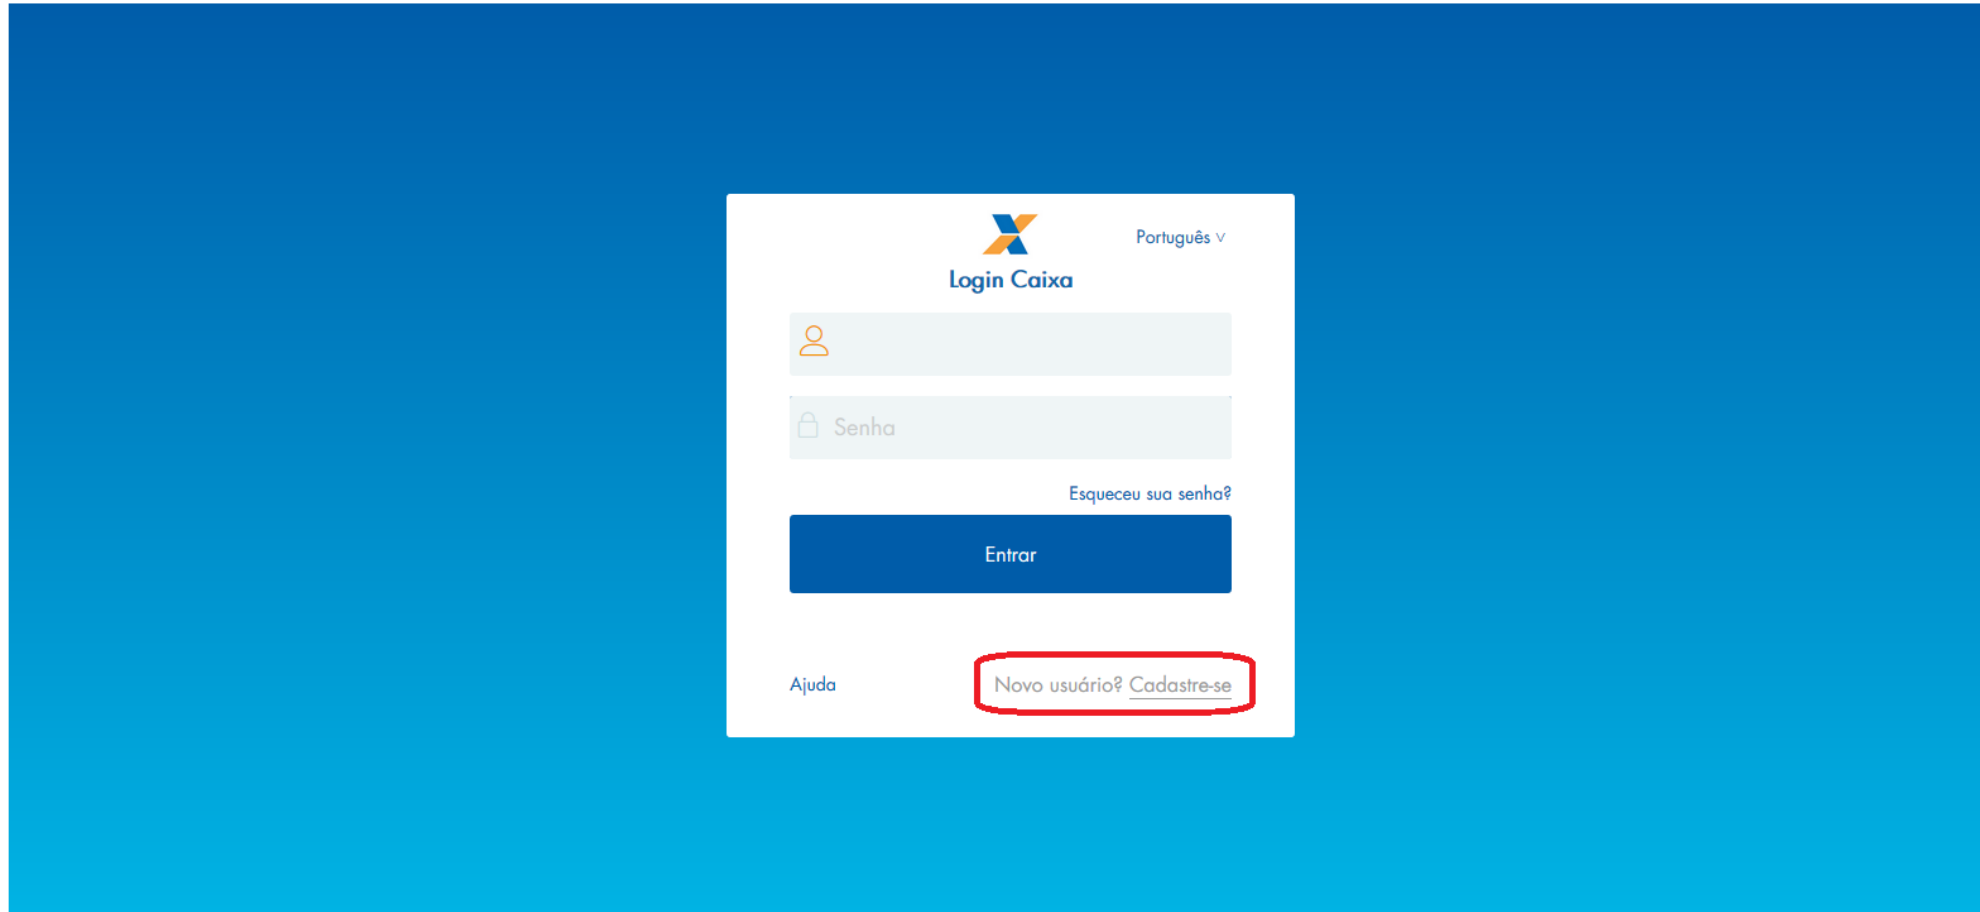 Português
Login Caixa
Senha
Esqueceu sua senha?
Entrar
Ajuda
Novo usuário? Cadastre-se